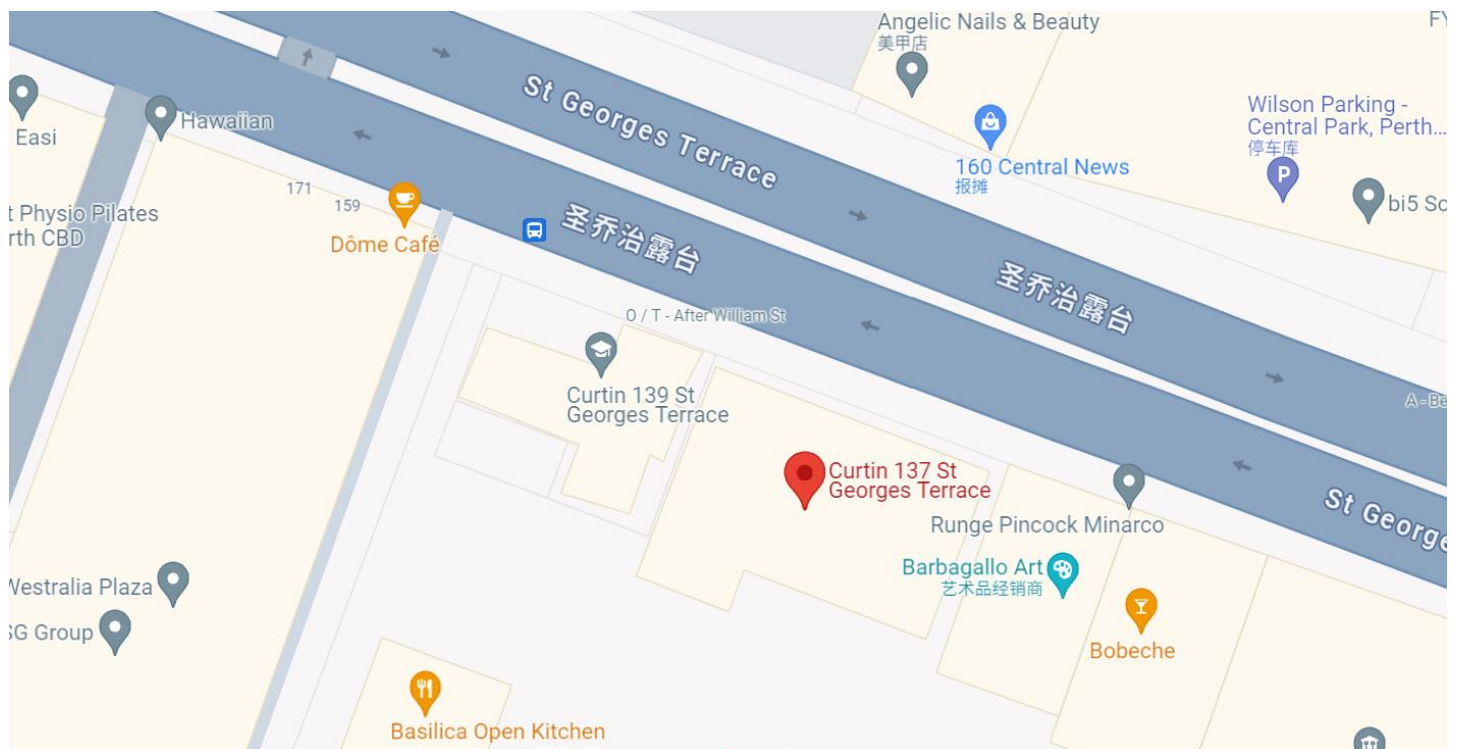 Angelic Nails & Beauty
美甲店
FY
St Georges Terrace
Wilson Parking -
Central Park, Perth...
停车库
P
Easi
Hawaiian
160 Central News
报摊
171
159
bi5 Sc
t Physio Pilates
rth CBD
Dôme Café
圣乔治露台
圣乔治露台
O / T - After William St
Curtin 139 St
Georges Terrace
A - Be
Curtin 137 St
Georges Terrace
St George
Runge Pincock Minarco
Barbagallo Art
艺术品经销商
Westralia Plaza
SG Group
Bobeche
Basilica Open Kitchen